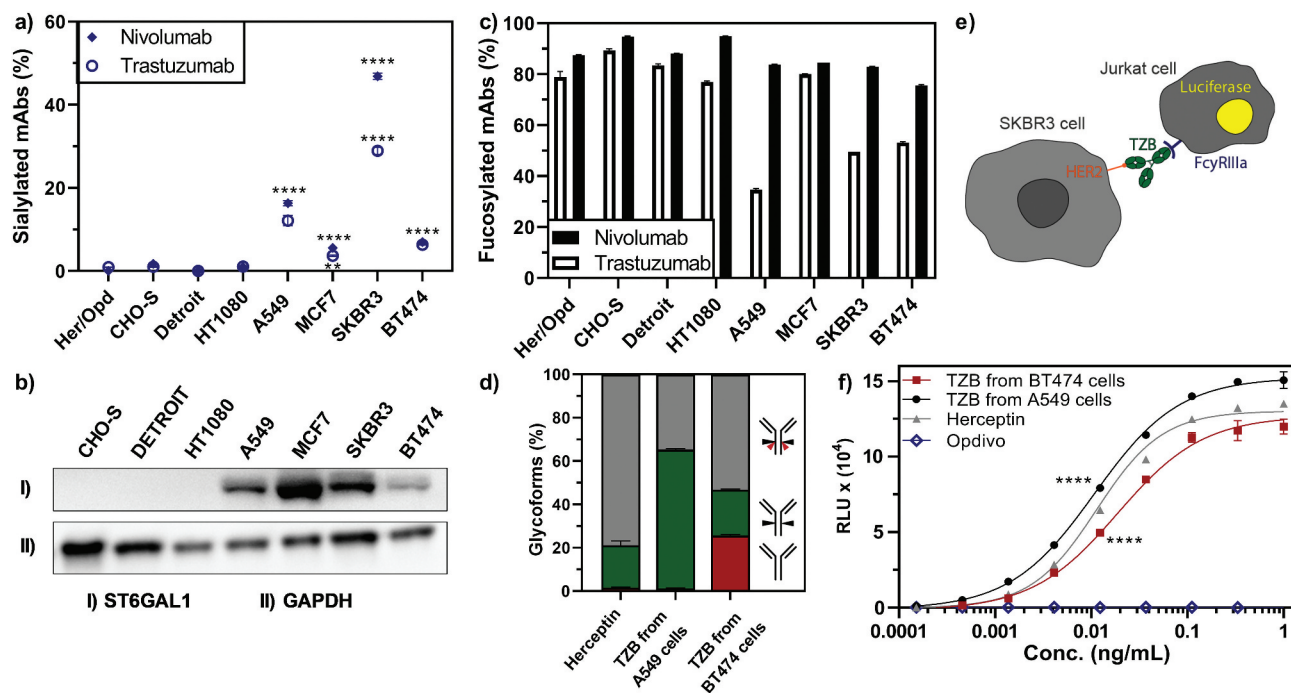 a)
60
40
20
0
Sialylated mAbs (%)
Nivolumab
Trastuzumab
****
****
****
****
**
****
Her/Opd
CHO-S
Detroit
HT1080
A549
MCF7
SKBR3
BT474
b)
CHO-S
DETROIT
HT1080
A549
MCF7
SKBR3
BT474
I)
II)
I) ST6GAL1
II) GAPDH
c)
100
80
60
40
20
0
Fucosylated mAbs (%)
Nivolumab
Trastuzumab
Her/Opd
CHO-S
Detroit
HT1080
A549
MCF7
SKBR3
BT474
d)
100
80
60
40
20
0
Glycoforms (%)
Herceptin
TZB from
A549 cells
TZB from
BT474 cells
e)
Jurkat cell
Luciferase
SKBR3 cell
TZB
HER2
FcyRIIIa
f)
15
10
5
0
RLU x (10⁴)
TZB from BT474 cells
TZB from A549 cells
Herceptin
Opdivo
****
****
0.0001
0.001
0.01
0.1
1
Conc. (ng/mL)